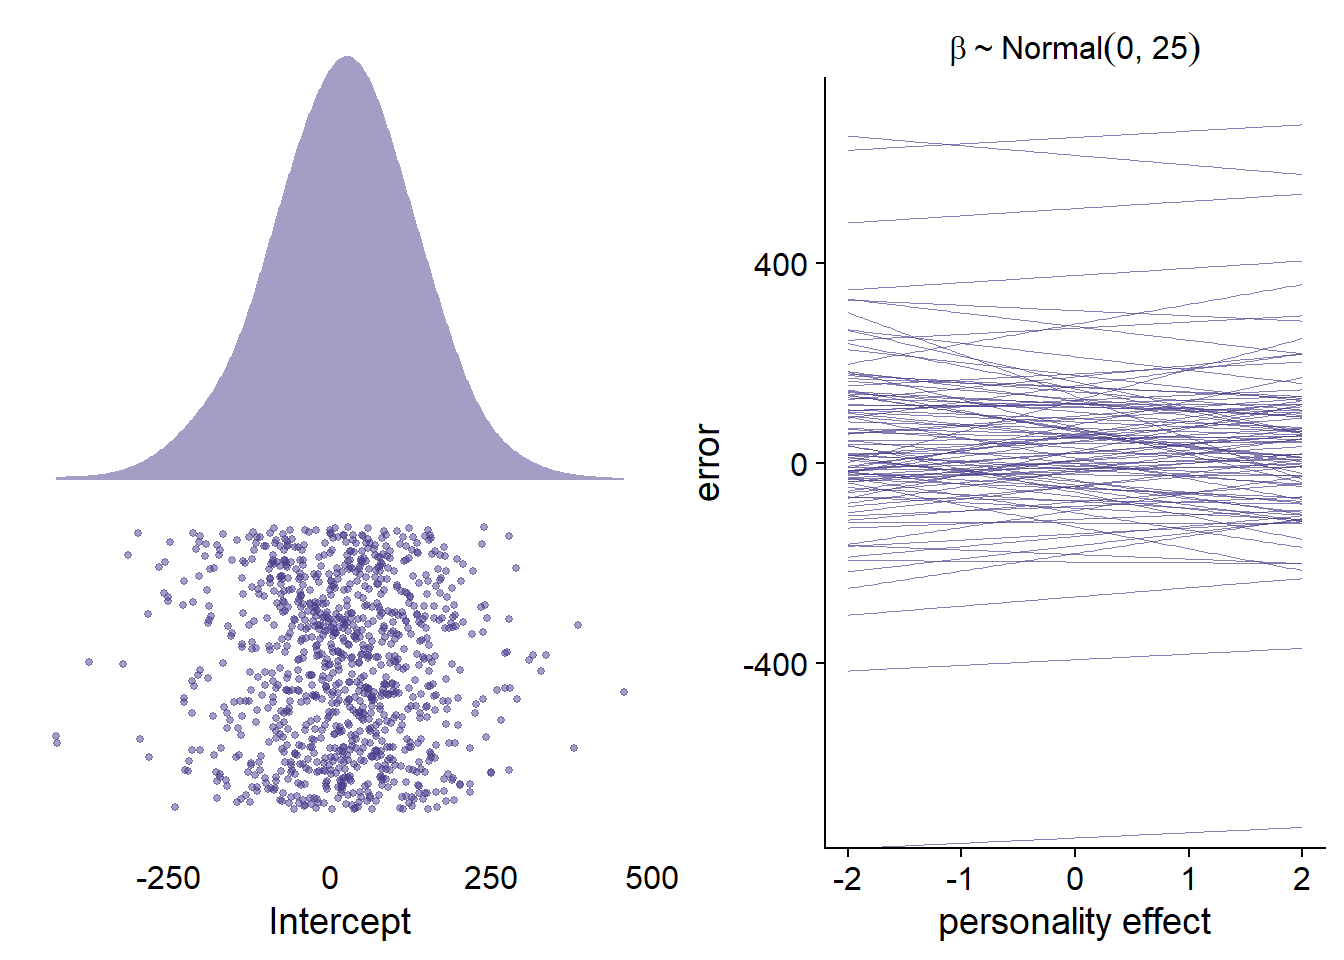 -250 0 250 500
Intercept
β ~ Normal(0, 25)
error
400
0
-400
-2 -1 0 1 2
personality effect